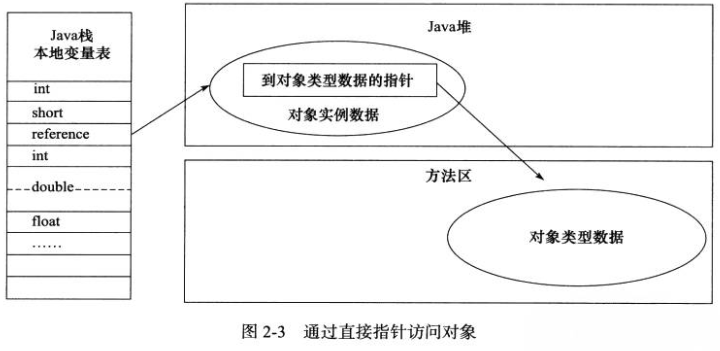 Java栈
本地变量表
int
short
reference
int
double
float
……
Java堆
到对象类型数据的指针
对象实例数据
方法区
对象类型数据
图 2-3 通过直接指针访问对象